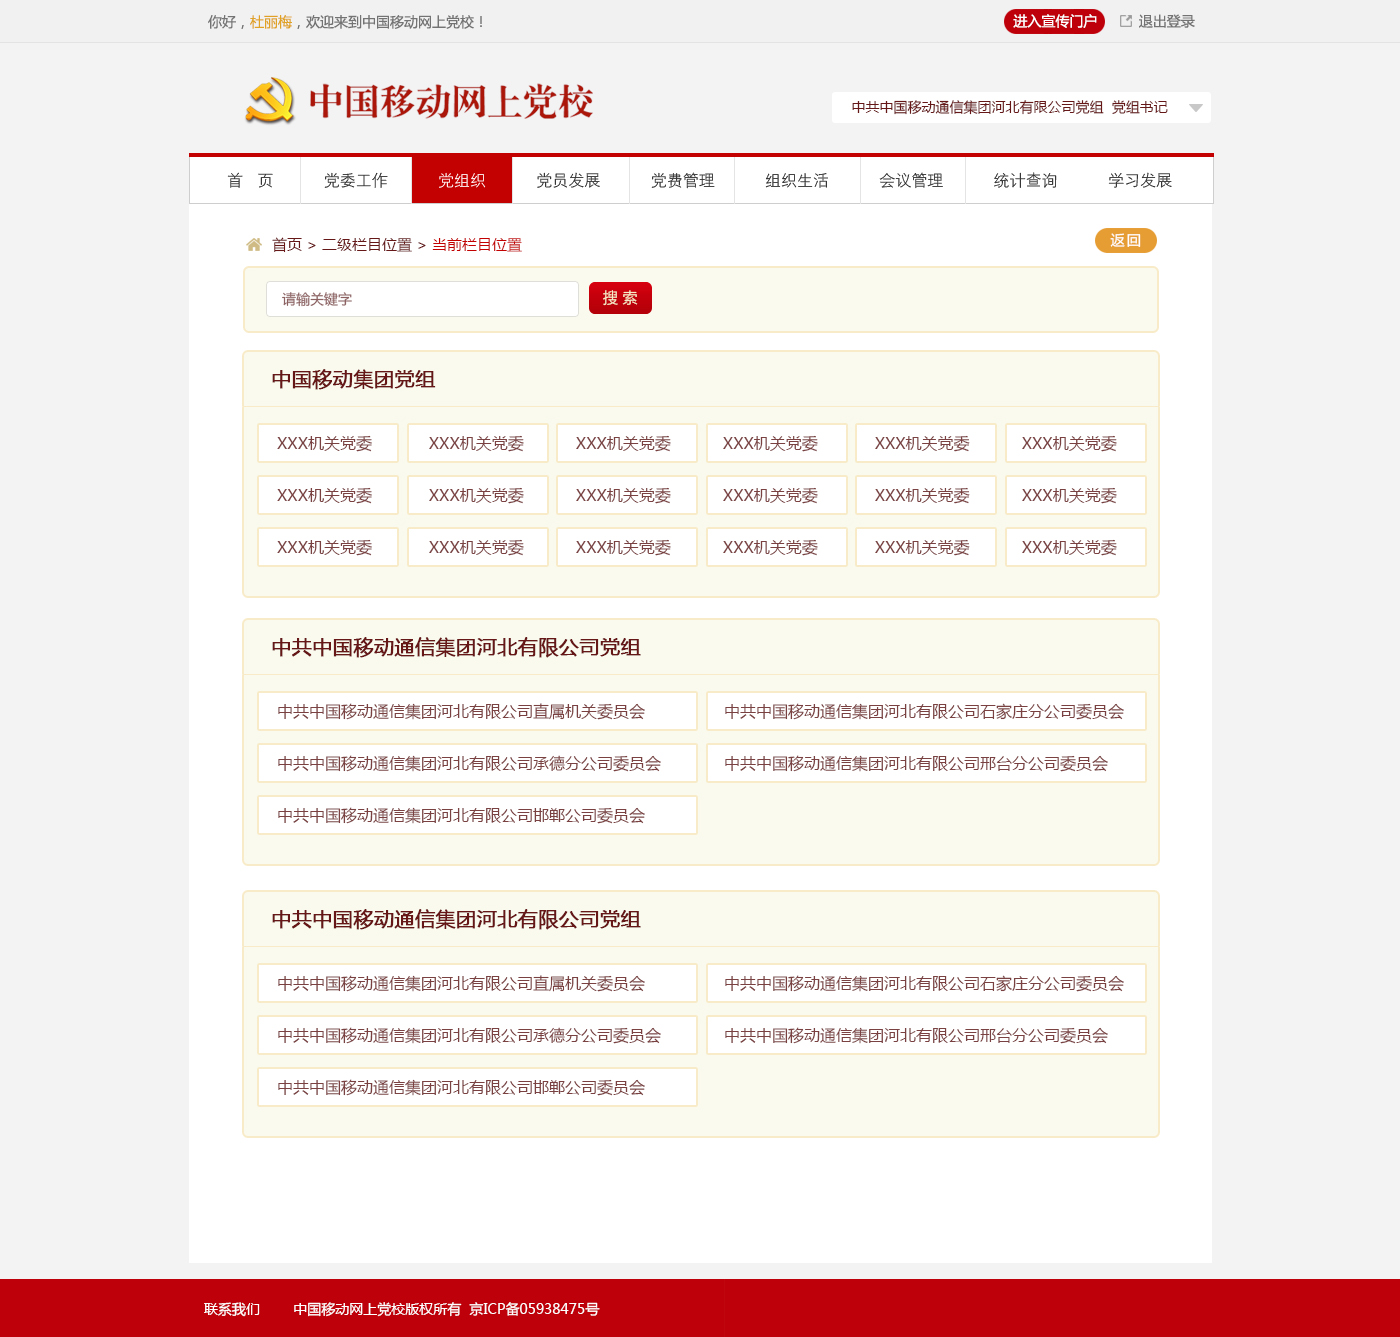 你好，杜丽梅，欢迎来到中国移动网上党校！
进入宣传门户 退出登录
中国移动网上党校
中共中国移动通信集团河北有限公司党组 党组书记
首 页 党委工作 党组织 党员发展 党费管理 组织生活 会议管理 统计查询 学习发展
首页 > 二级栏目位置 > 当前栏目位置 返回
请输关键字 搜 索
中国移动集团党组
XXX机关党委 XXX机关党委 XXX机关党委 XXX机关党委 XXX机关党委 XXX机关党委
XXX机关党委 XXX机关党委 XXX机关党委 XXX机关党委 XXX机关党委 XXX机关党委
XXX机关党委 XXX机关党委 XXX机关党委 XXX机关党委 XXX机关党委 XXX机关党委
中共中国移动通信集团河北有限公司党组
中共中国移动通信集团河北有限公司直属机关委员会 中共中国移动通信集团河北有限公司石家庄分公司委员会
中共中国移动通信集团河北有限公司承德分公司委员会 中共中国移动通信集团河北有限公司邢台分公司委员会
中共中国移动通信集团河北有限公司邯郸公司委员会
中共中国移动通信集团河北有限公司党组
中共中国移动通信集团河北有限公司直属机关委员会 中共中国移动通信集团河北有限公司石家庄分公司委员会
中共中国移动通信集团河北有限公司承德分公司委员会 中共中国移动通信集团河北有限公司邢台分公司委员会
中共中国移动通信集团河北有限公司邯郸公司委员会
联系我们 中国移动网上党校版权所有 京ICP备05938475号